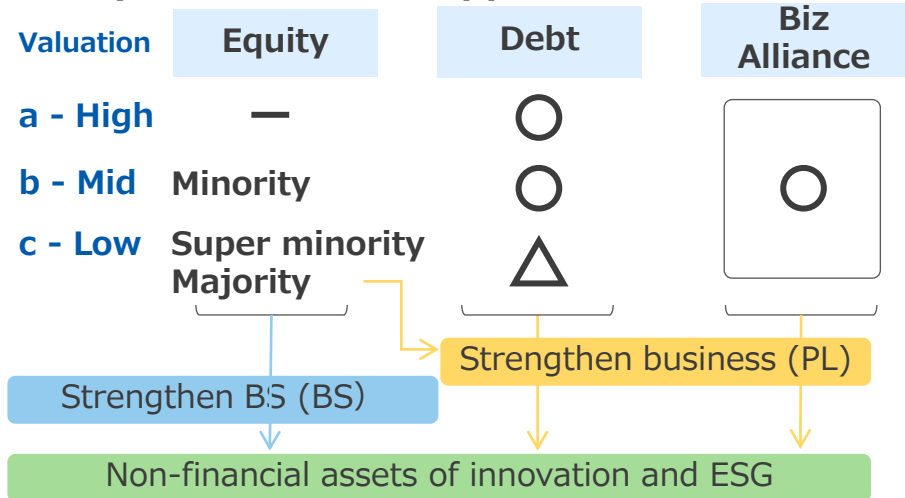 Valuation Equity Debt Biz
Alliance
a - High —
b - Mid Minority
c - Low Super minority
Majority
Strengthen business (PL)
Strengthen BS (BS)
Non-financial assets of innovation and ESG